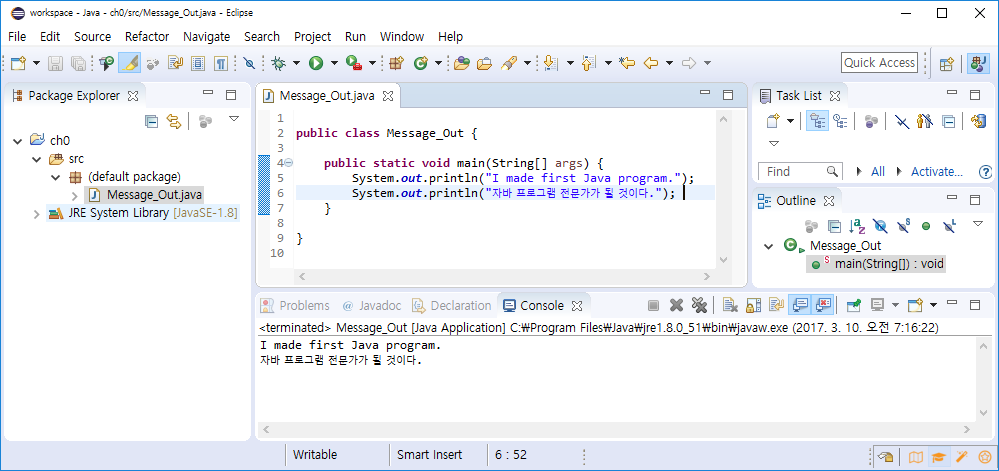 workspace - Java - ch0/src/Message_Out.java - Eclipse
File Edit Source Refactor Navigate Search Project Run Window Help
Quick Access
Package Explorer
ch0
src
(default package)
Message_Out.java
JRE System Library [JavaSE-1.8]
Message_Out.java
1
2 public class Message_Out {
3
4 public static void main(String[] args) {
5 System.out.println("I made first Java program.");
6 System.out.println("자바 프로그램 전문가가 될 것이다.");
7 }
8
9 }
10
Task List
Find All Activate...
Outline
Message_Out
main(String[]) : void
Problems @ Javadoc Declaration Console
<terminated> Message_Out [Java Application] C:₩Program Files₩Java₩jre1.8.0_51₩bin₩javaw.exe (2017. 3. 10. 오전 7:16:22)
I made first Java program.
자바 프로그램 전문가가 될 것이다.
Writable Smart Insert 6 : 52